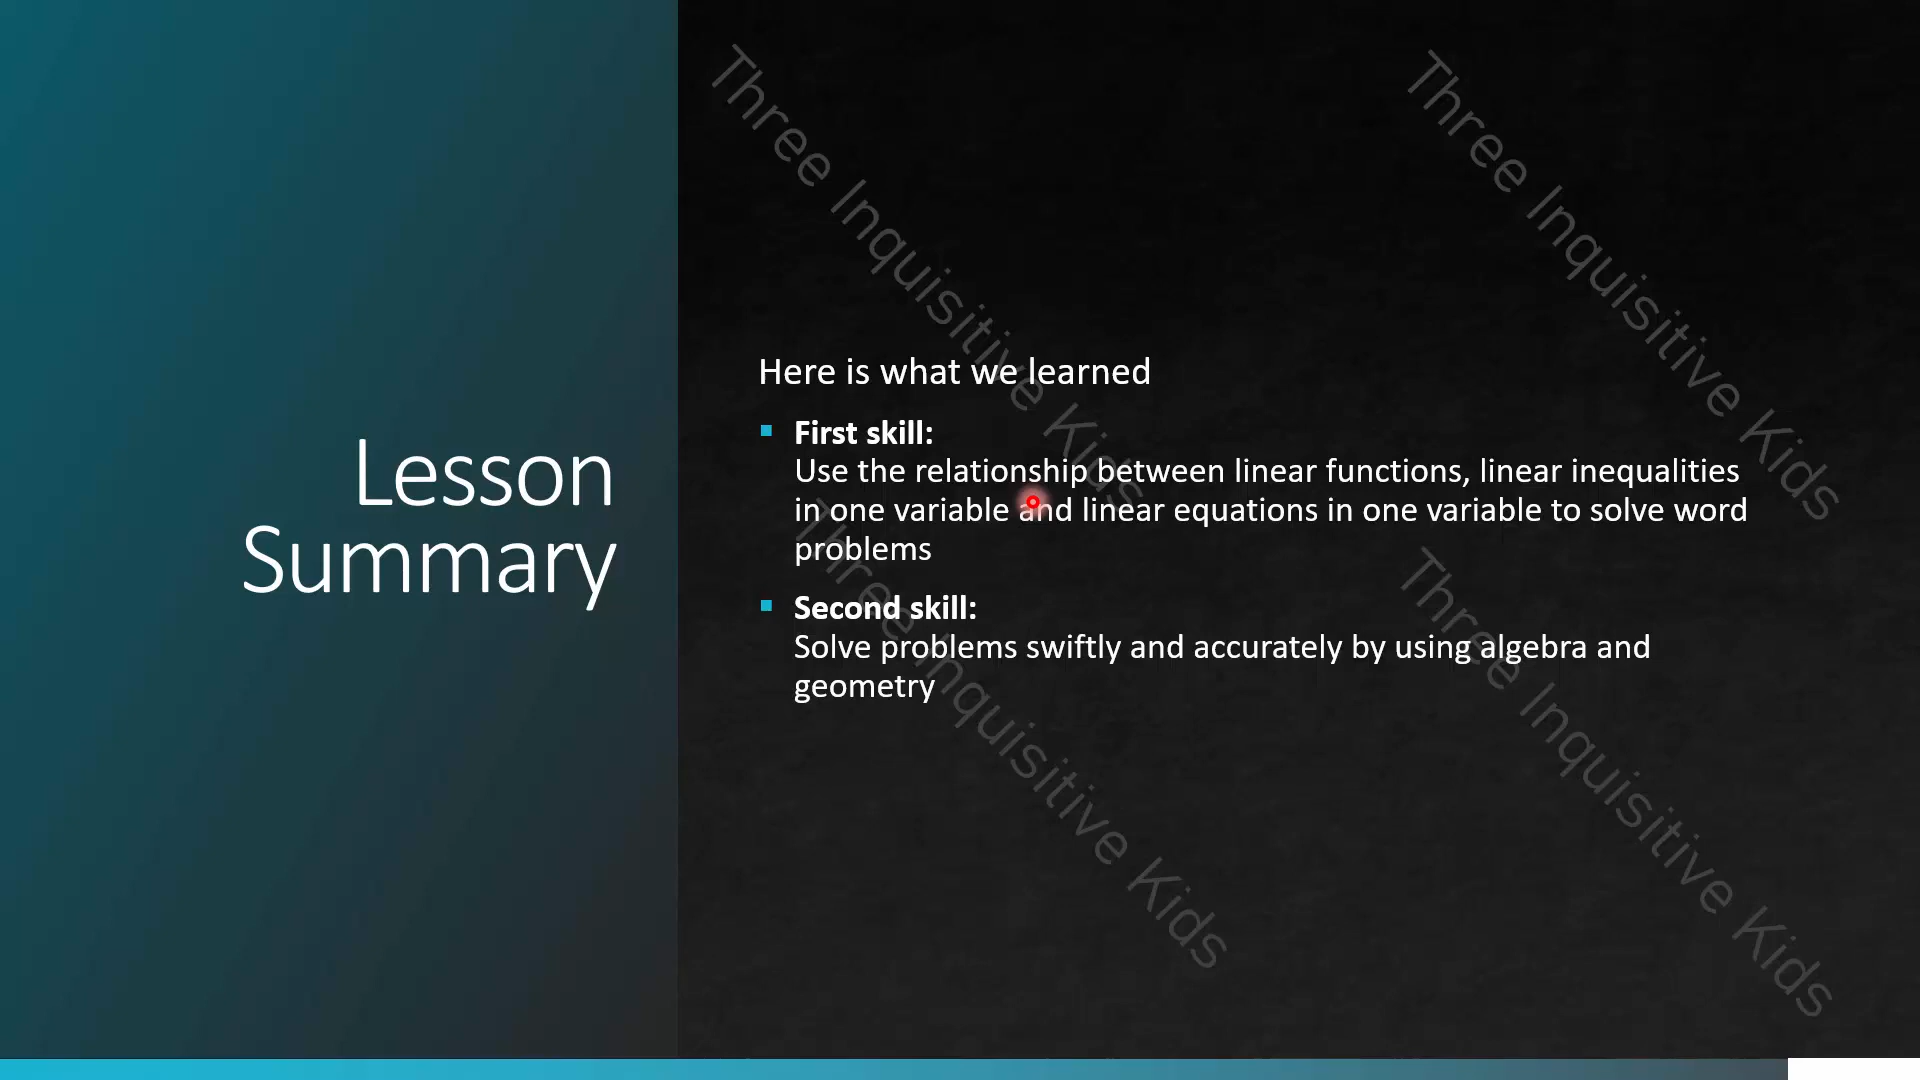 Lesson
Summary
Here is what we learned
First skill:
Use the relationship between linear functions, linear inequalities
in one variable and linear equations in one variable to solve word
problems
Second skill:
Solve problems swiftly and accurately by using algebra and
geometry
Three Inquisitive Kids
Three Inquisitive Kids
Three Inquisitive Kids
Three Inquisitive Kids